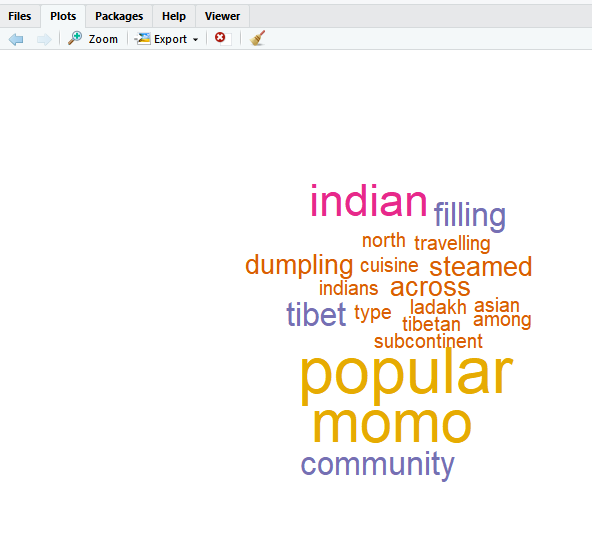 Files Plots Packages Help Viewer
Zoom Export
indian
filling
north travelling
dumpling cuisine steamed
indians across
tibet type ladakh asian
tibetan among
subcontinent
popular
momo
community